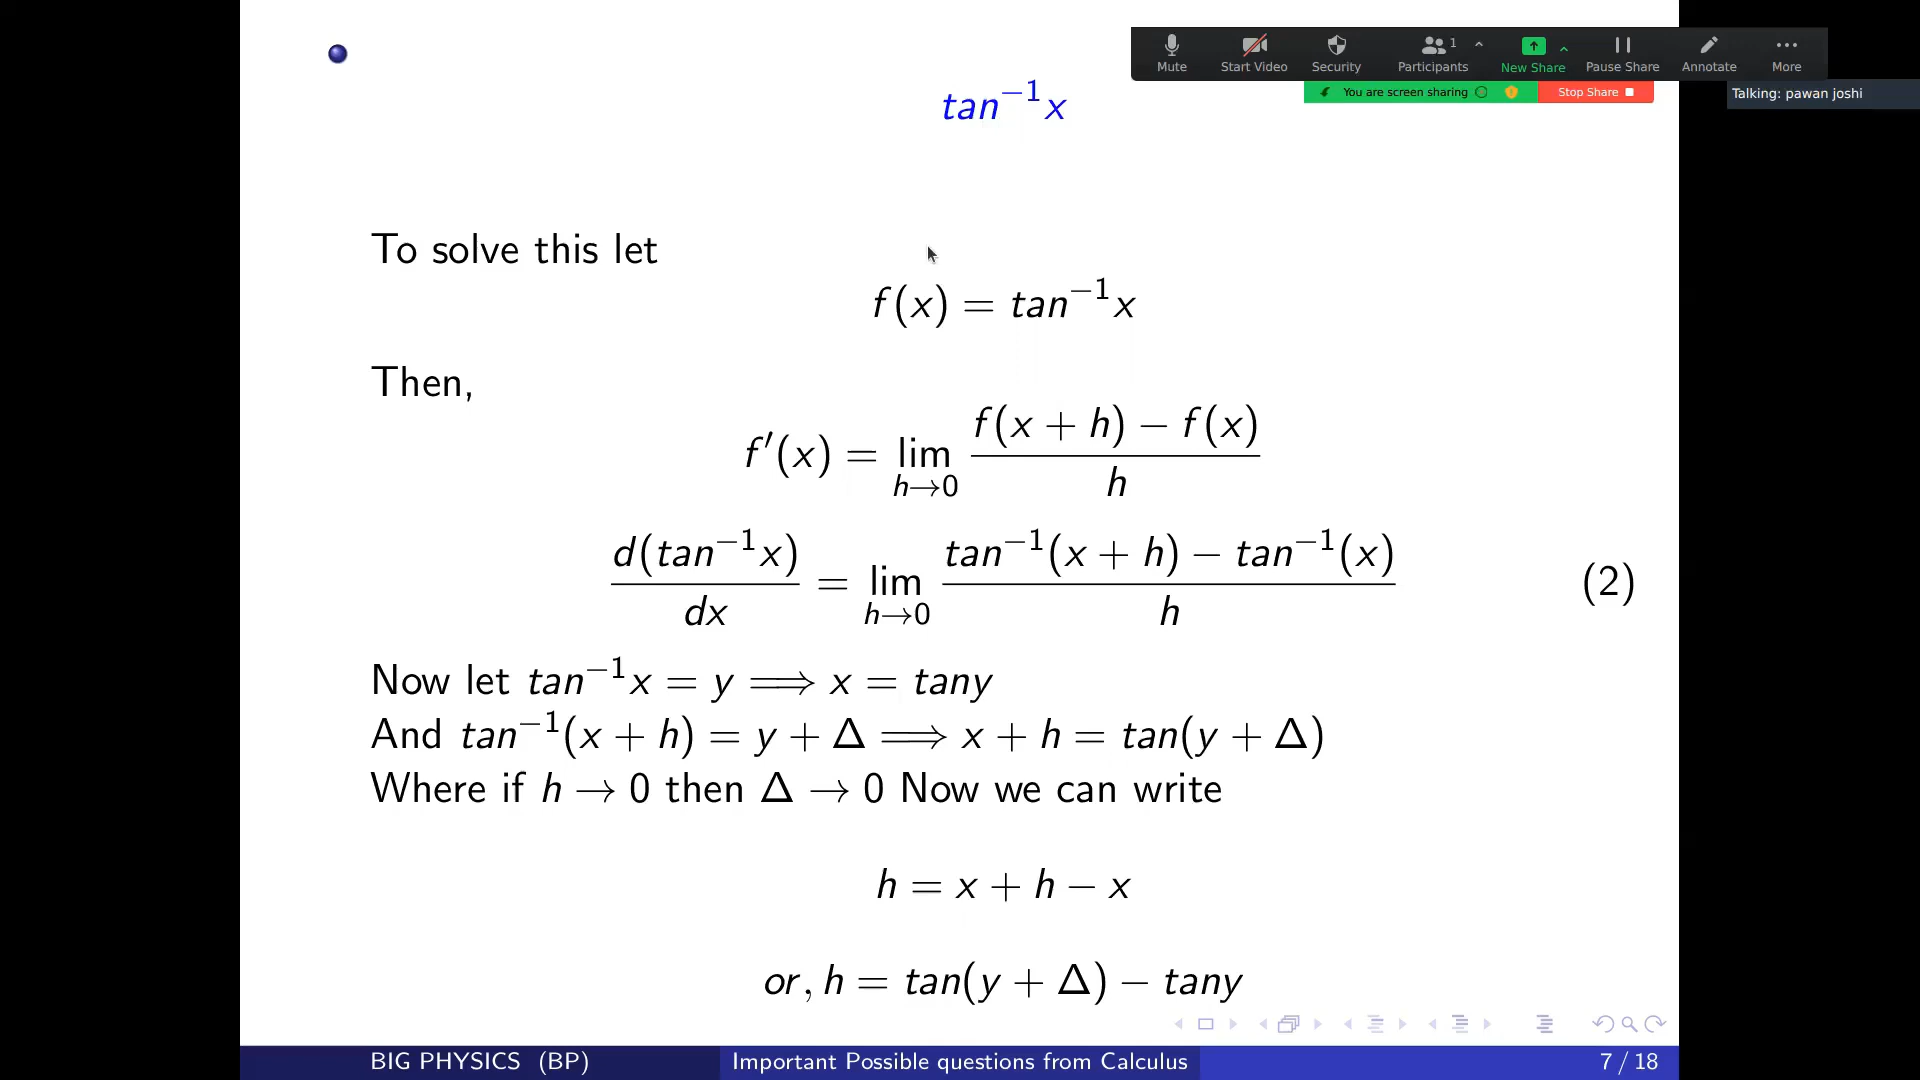 Mute Start Video Security Participants 1 New Share Pause Share Annotate More
You are screen sharing Stop Share
Talking: pawan joshi
tan⁻¹x
To solve this let
f(x) = tan⁻¹x
Then,
f′(x) = lim h→0 (f(x + h) − f(x)) / h
d(tan⁻¹x) / dx = lim h→0 (tan⁻¹(x + h) − tan⁻¹(x)) / h (2)
Now let tan⁻¹x = y ⟹ x = tany
And tan⁻¹(x + h) = y + Δ ⟹ x + h = tan(y + Δ)
Where if h → 0 then Δ → 0 Now we can write
h = x + h − x
or, h = tan(y + Δ) − tany
BIG PHYSICS (BP) Important Possible questions from Calculus 7 / 18